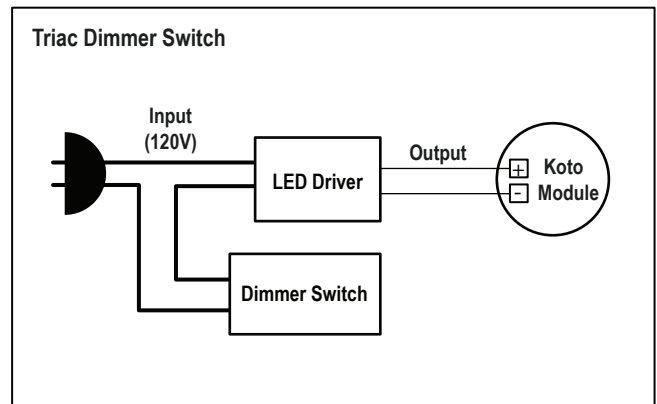 Triac Dimmer Switch
Input
(120V)
LED Driver
Output
+ Koto
- Module
Dimmer Switch